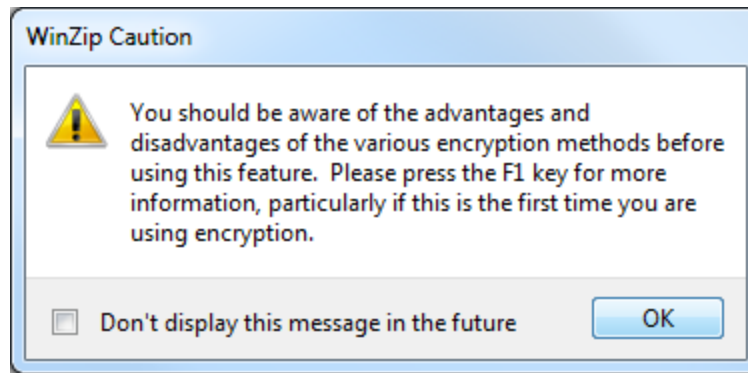 WinZip Caution
You should be aware of the advantages and
disadvantages of the various encryption methods before
using this feature.  Please press the F1 key for more
information, particularly if this is the first time you are
using encryption.
Don't display this message in the future
OK